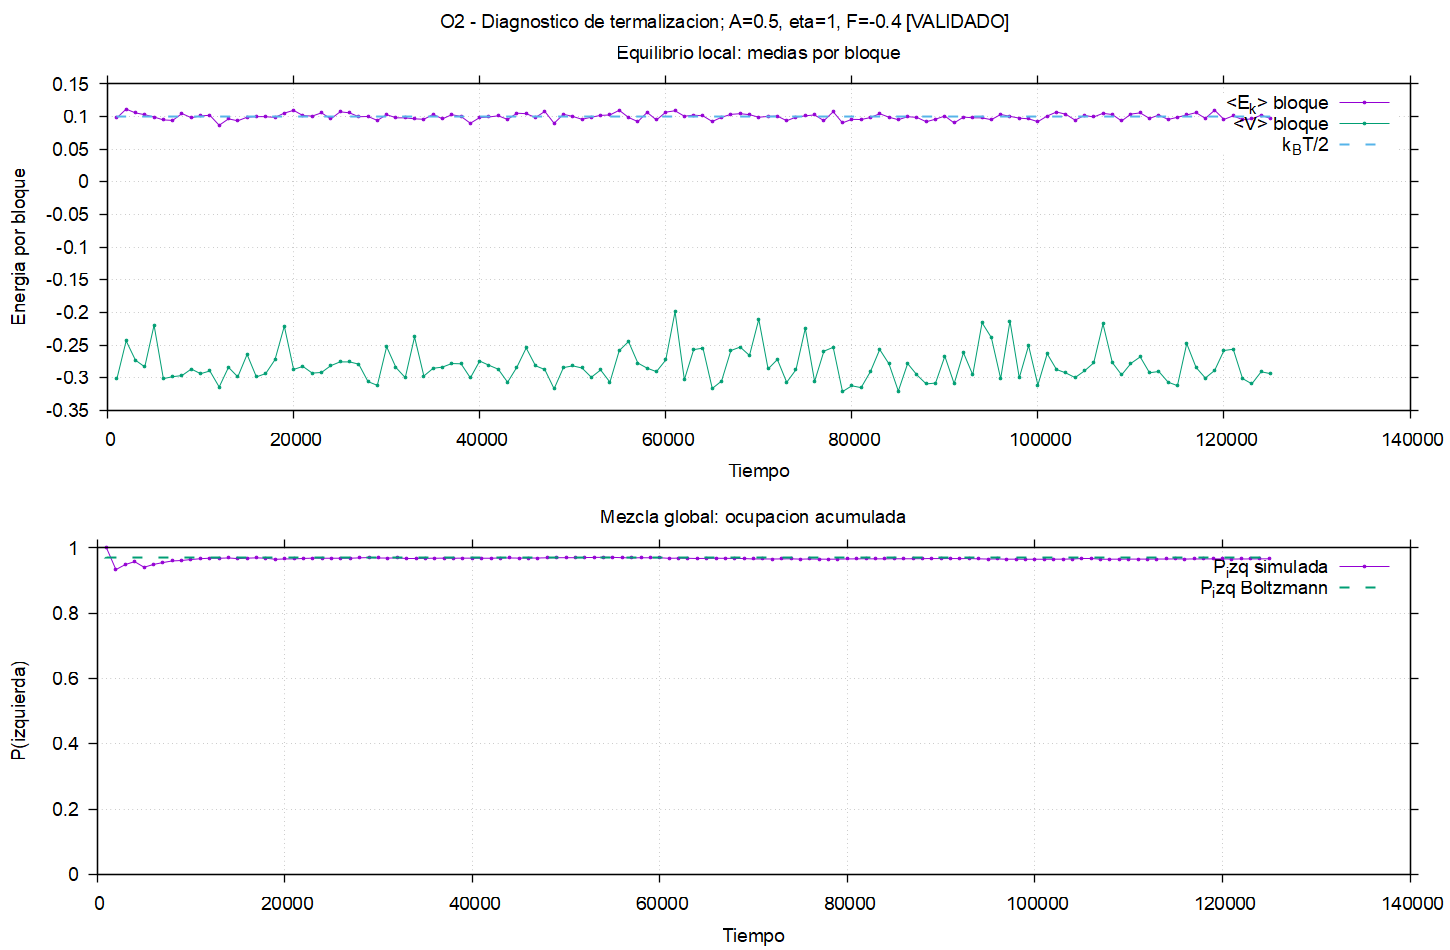 O2 - Diagnostico de termalizacion; A=0.5, eta=1, F=-0.4 [VALIDADO]
Equilibrio local: medias por bloque
0.15
0.1
0.05
0
-0.05
-0.1
-0.15
-0.2
-0.25
-0.3
-0.35
Energia por bloque
<Ek> bloque
<V> bloque
kBT/2
0 20000 40000 60000 80000 100000 120000 140000
Tiempo
Mezcla global: ocupacion acumulada
1
0.8
0.6
0.4
0.2
0
P(izquierda)
Pizq simulada
Pizq Boltzmann
0 20000 40000 60000 80000 100000 120000 140000
Tiempo